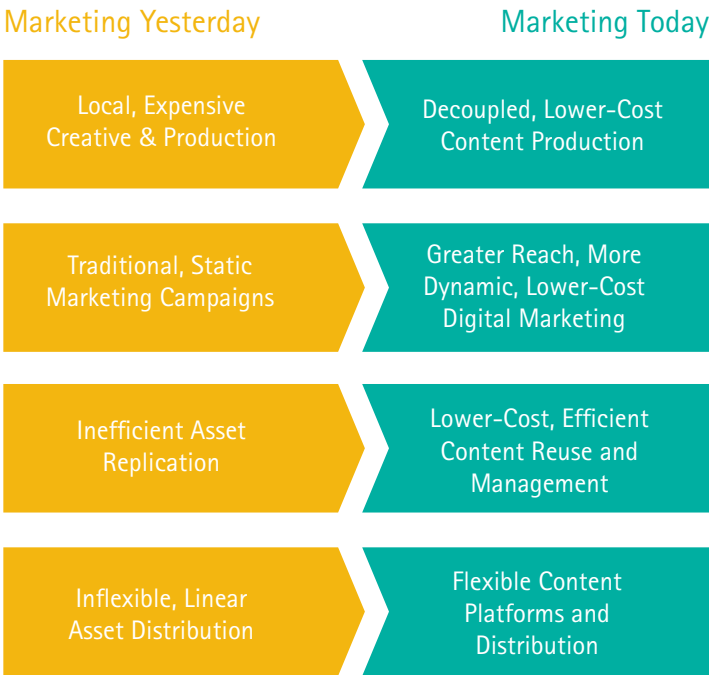 Marketing Yesterday
Marketing Today
Local, Expensive
Creative & Production
Decoupled, Lower-Cost
Content Production
Traditional, Static
Marketing Campaigns
Greater Reach, More
Dynamic, Lower-Cost
Digital Marketing
Inefficient Asset
Replication
Lower-Cost, Efficient
Content Reuse and
Management
Inflexible, Linear
Asset Distribution
Flexible Content
Platforms and
Distribution